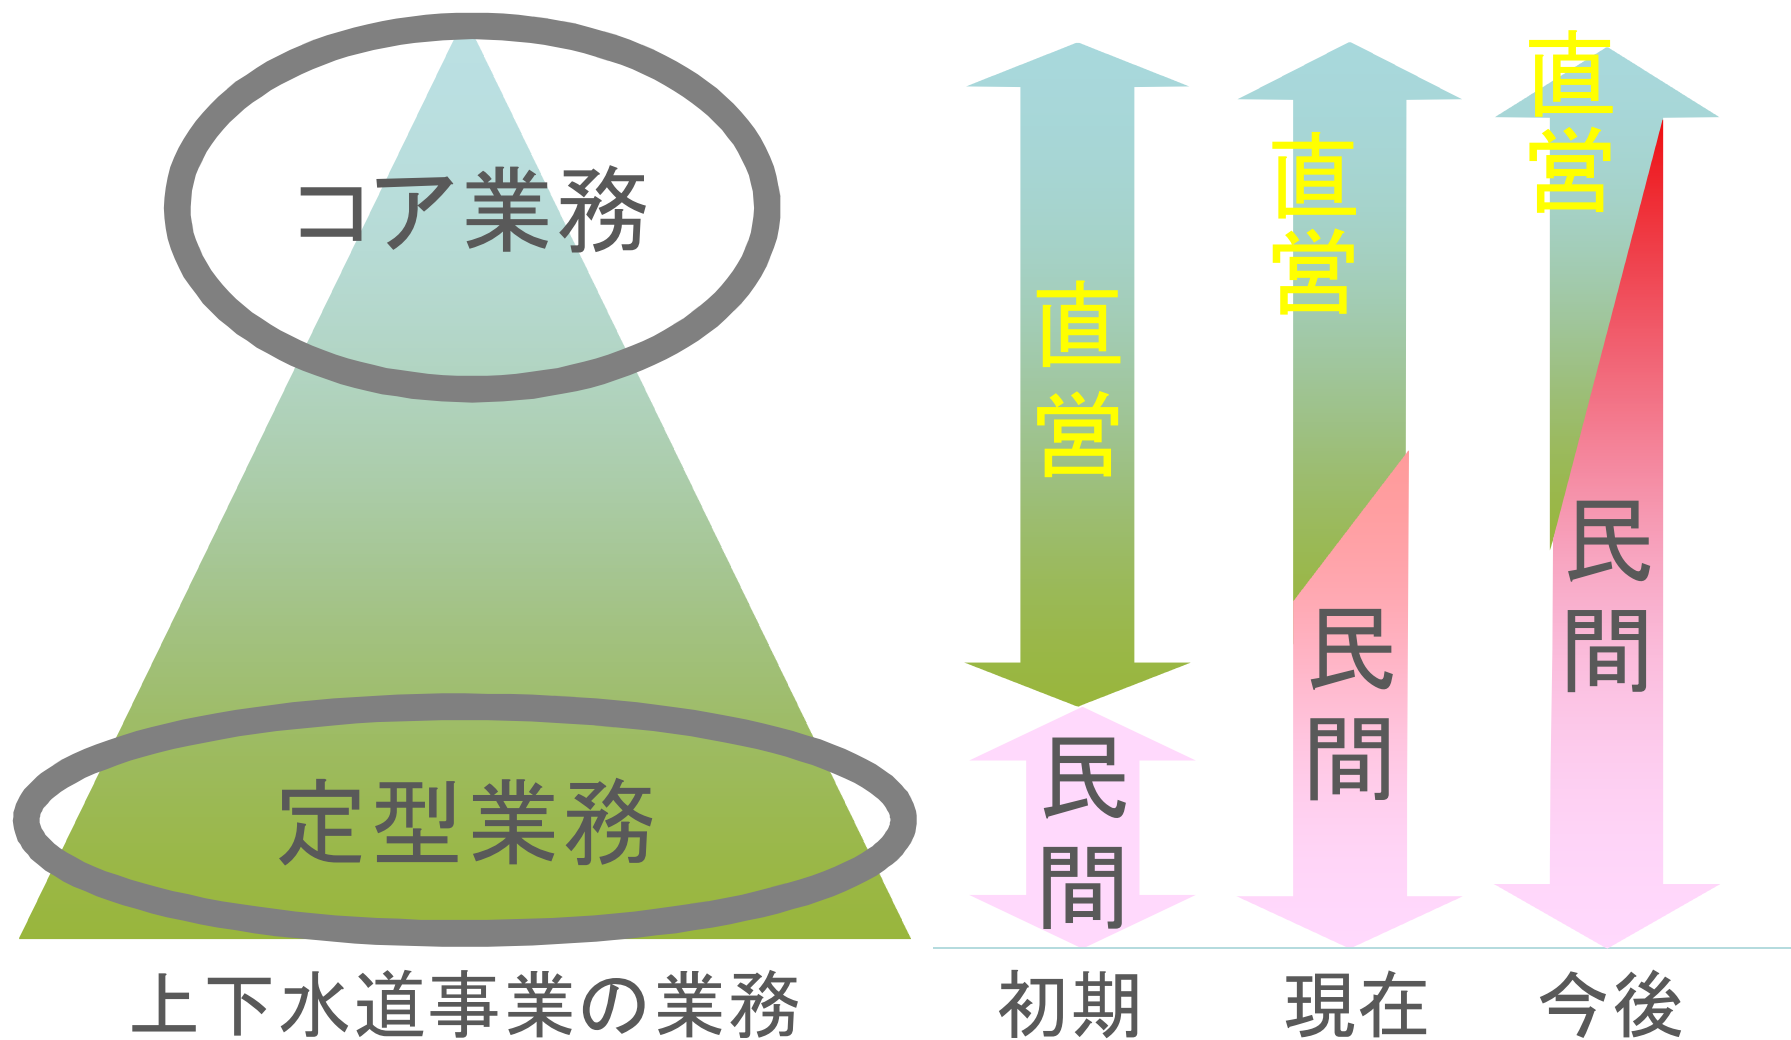 コア業務
定型業務
上下水道事業の業務
直営
民間
初期
直営
民間
現在
直営
民間
今後